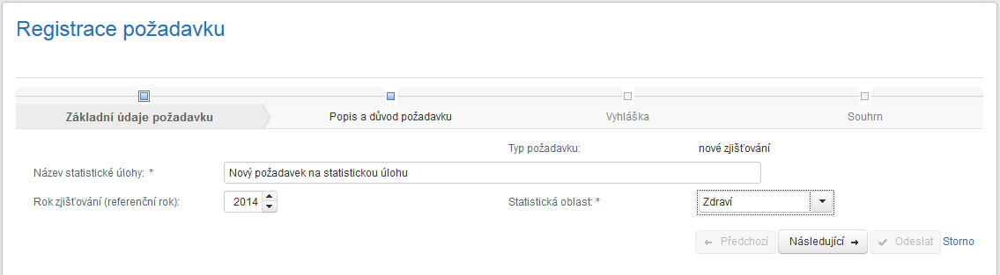 Registrace požadavku
Základní údaje požadavku Popis a důvod požadavku Vyhláška Souhrn
Typ požadavku: nové zjišťování
Název statistické úlohy: * Nový požadavek na statistickou úlohu
Rok zjišťování (referenční rok): 2014 Statistická oblast: * Zdraví
Předchozí Následující Odeslat Storno